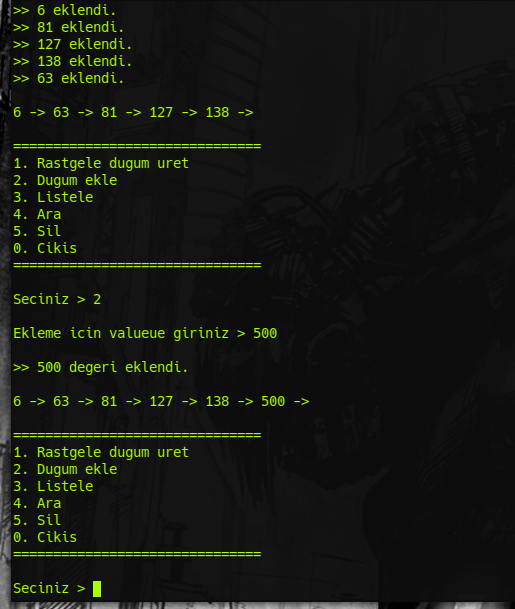 >> 6 eklendi.
>> 81 eklendi.
>> 127 eklendi.
>> 138 eklendi.
>> 63 eklendi.
6 -> 63 -> 81 -> 127 -> 138 ->
===============================
1. Rastgele dugum uret
2. Dugum ekle
3. Listele
4. Ara
5. Sil
0. Cikis
===============================
Seciniz > 2
Ekleme icin valueue giriniz > 500
>> 500 degeri eklendi.
6 -> 63 -> 81 -> 127 -> 138 -> 500 ->
===============================
1. Rastgele dugum uret
2. Dugum ekle
3. Listele
4. Ara
5. Sil
0. Cikis
===============================
Seciniz >